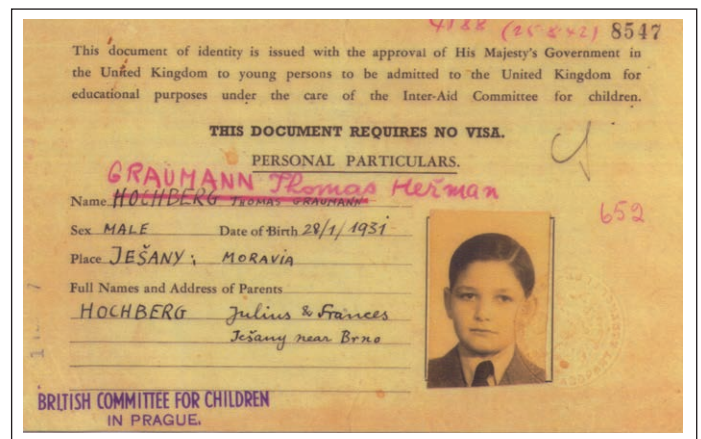 4188 (25 8 42) 8547
This document of identity is issued with the approval of His Majesty's Government in
the United Kingdom to young persons to be admitted to the United Kingdom for
educational purposes under the care of the Inter-Aid Committee for children.
THIS DOCUMENT REQUIRES NO VISA.
PERSONAL PARTICULARS.
GRAUMANN Thomas Heřman
Name HOCHBERG THOMAS GRAUMANN
652
Sex MALE Date of Birth 28/1/1931
Place JEŠANY; MORAVIA
Full Names and Address of Parents
HOCHBERG Julius & Frances
Ješany near Brno
BRITISH COMMITTEE FOR CHILDREN
IN PRAGUE.